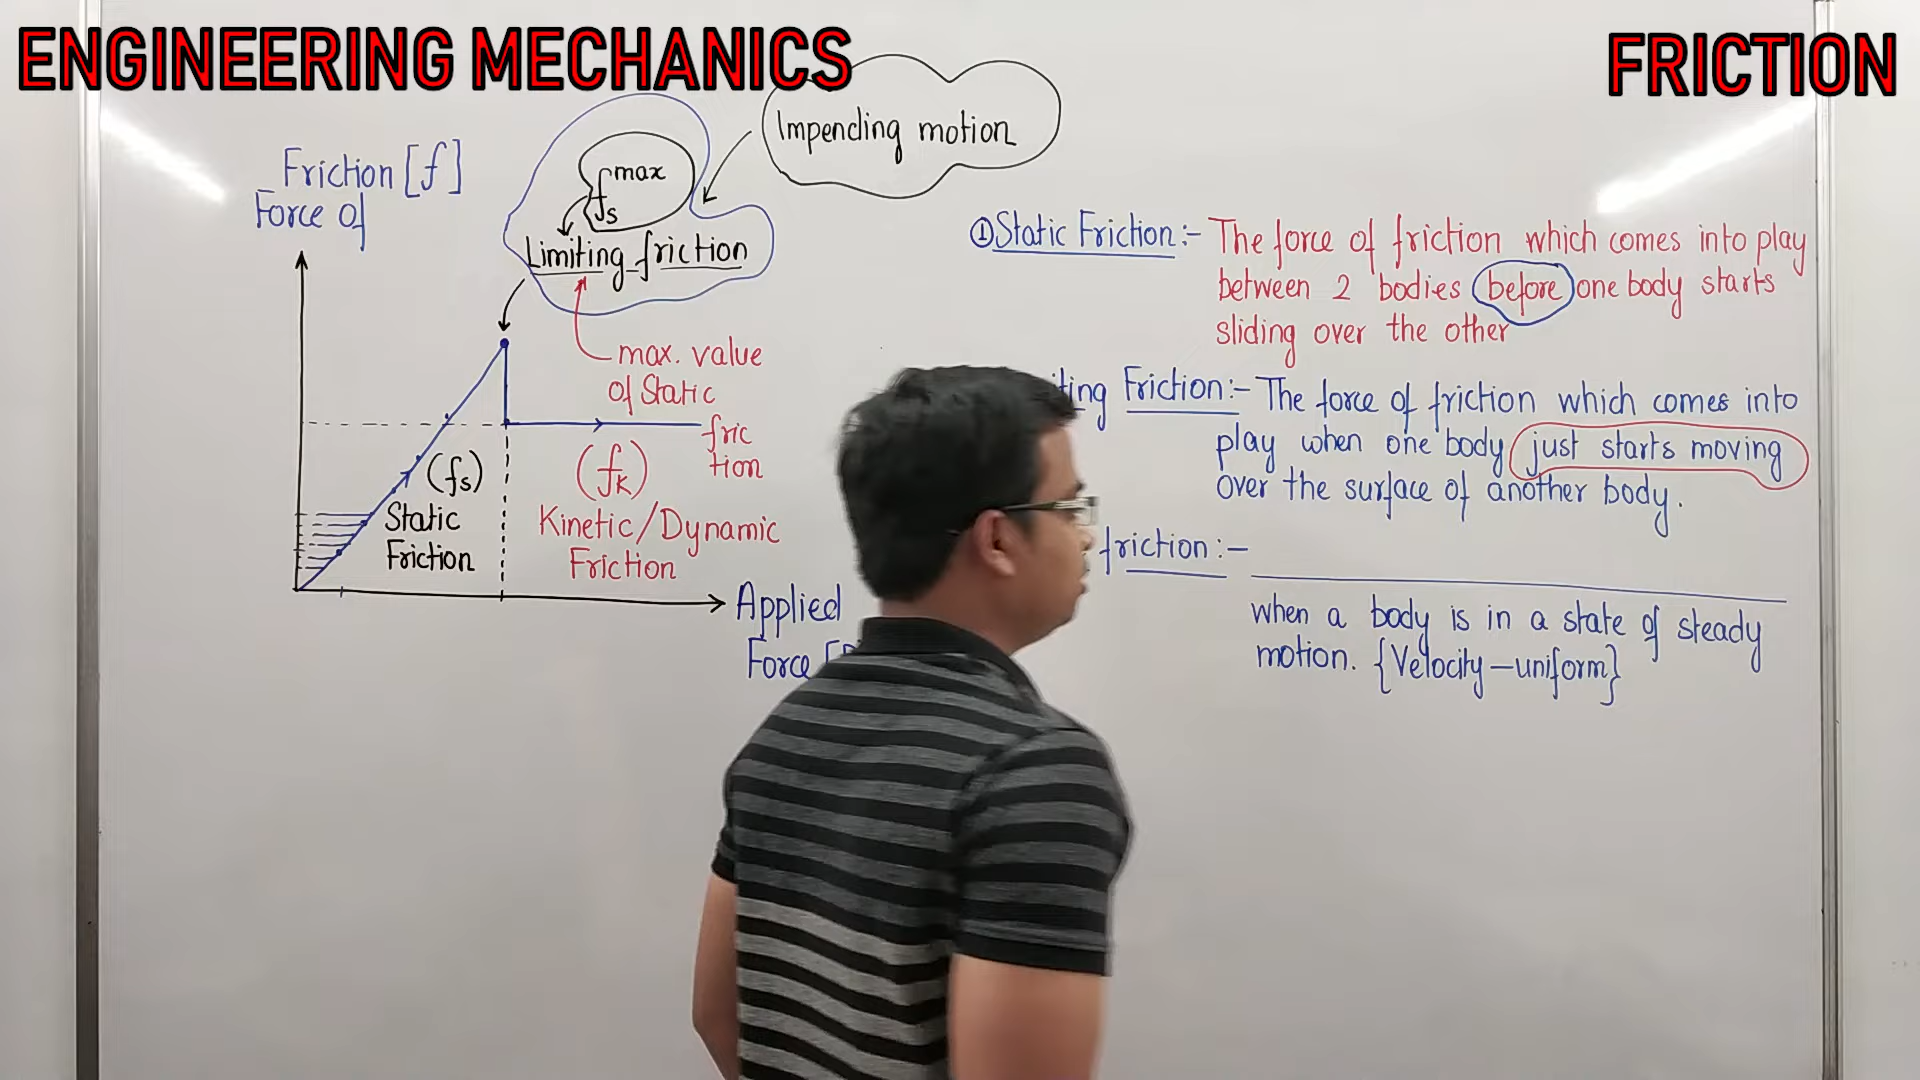 ENGINEERING MECHANICS
FRICTION
Impending motion
Friction [f]
Force of
fs max
Limiting friction
max. value
of Static
fric
tion
(fs)
Static
Friction
(fk)
Kinetic/Dynamic
Friction
Applied
Force
① Static Friction:- The force of friction which comes into play
between 2 bodies before one body starts
sliding over the other
Friction:- The force of friction which comes into
play when one body just starts moving
over the surface of another body.
friction:-
when a body is in a state of steady
motion. {Velocity-uniform}